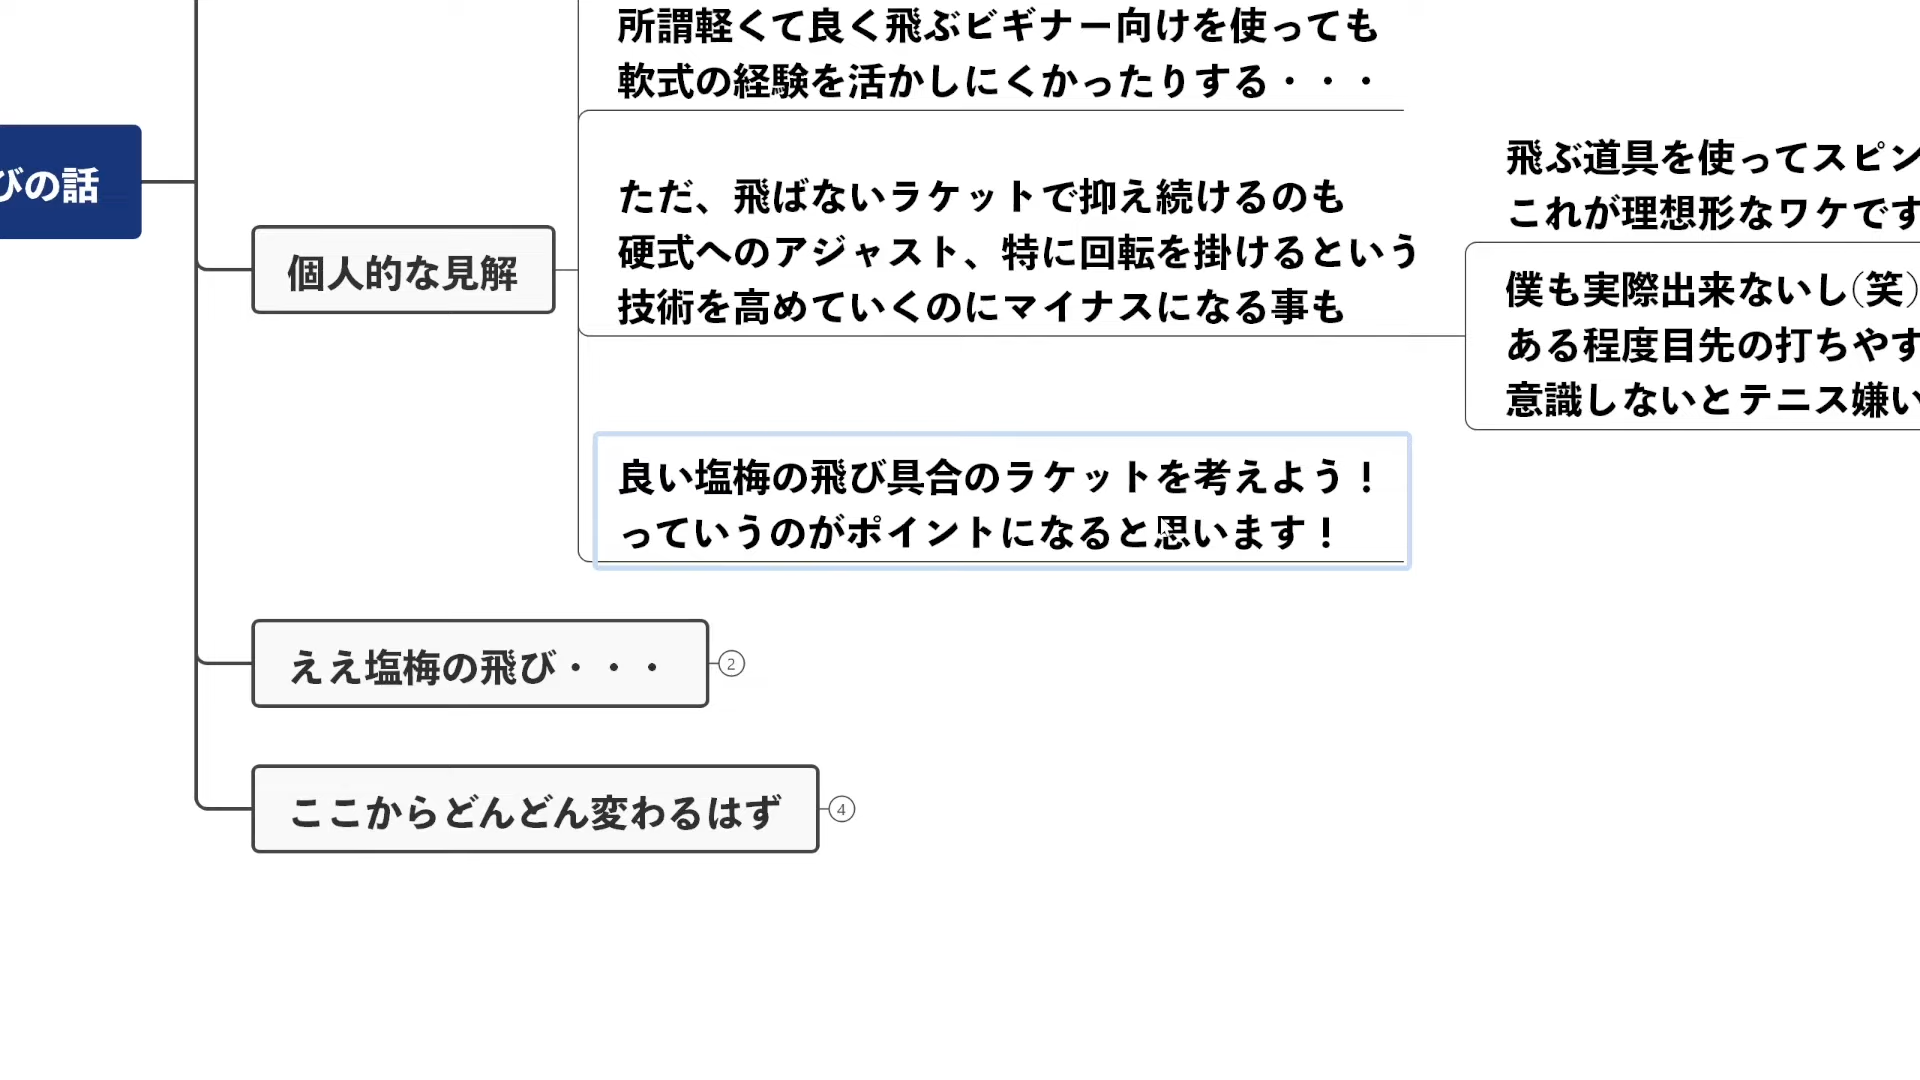 所謂軽くて良く飛ぶビギナー向けを使っても
軟式の経験を活かしにくかったりする・・・
びの話
個人的な見解
ただ、飛ばないラケットで抑え続けるのも
硬式へのアジャスト、特に回転を掛けるという
技術を高めていくのにマイナスになる事も
飛ぶ道具を使ってスピン
これが理想形なワケです
僕も実際出来ないし(笑)
ある程度目先の打ちやす
意識しないとテニス嫌い
良い塩梅の飛び具合のラケットを考えよう！
っていうのがポイントになると思います！
ええ塩梅の飛び・・・
2
ここからどんどん変わるはず
4